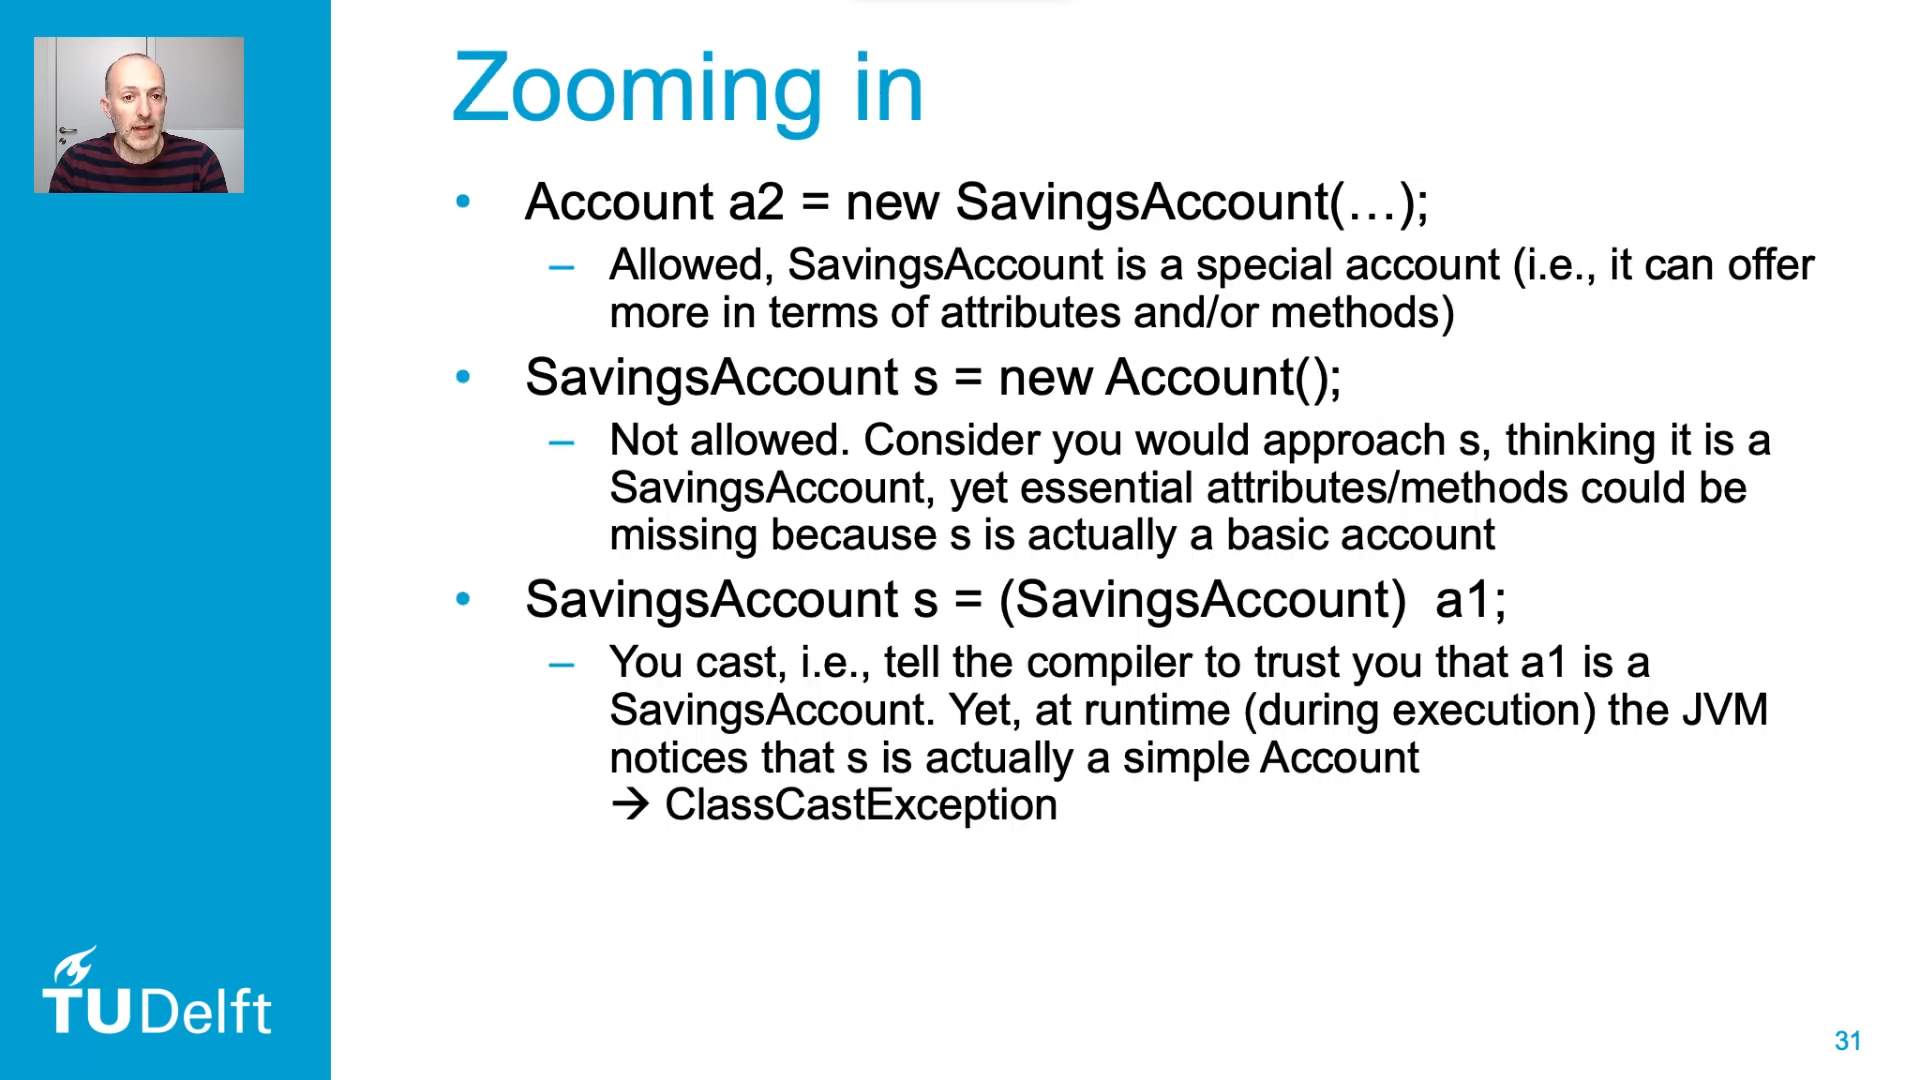 Zooming in
• Account a2 = new SavingsAccount(…);
– Allowed, SavingsAccount is a special account (i.e., it can offer
more in terms of attributes and/or methods)
• SavingsAccount s = new Account();
– Not allowed. Consider you would approach s, thinking it is a
SavingsAccount, yet essential attributes/methods could be
missing because s is actually a basic account
• SavingsAccount s = (SavingsAccount)  a1;
– You cast, i.e., tell the compiler to trust you that a1 is a
SavingsAccount. Yet, at runtime (during execution) the JVM
notices that s is actually a simple Account
→ ClassCastException
TUDelft
31